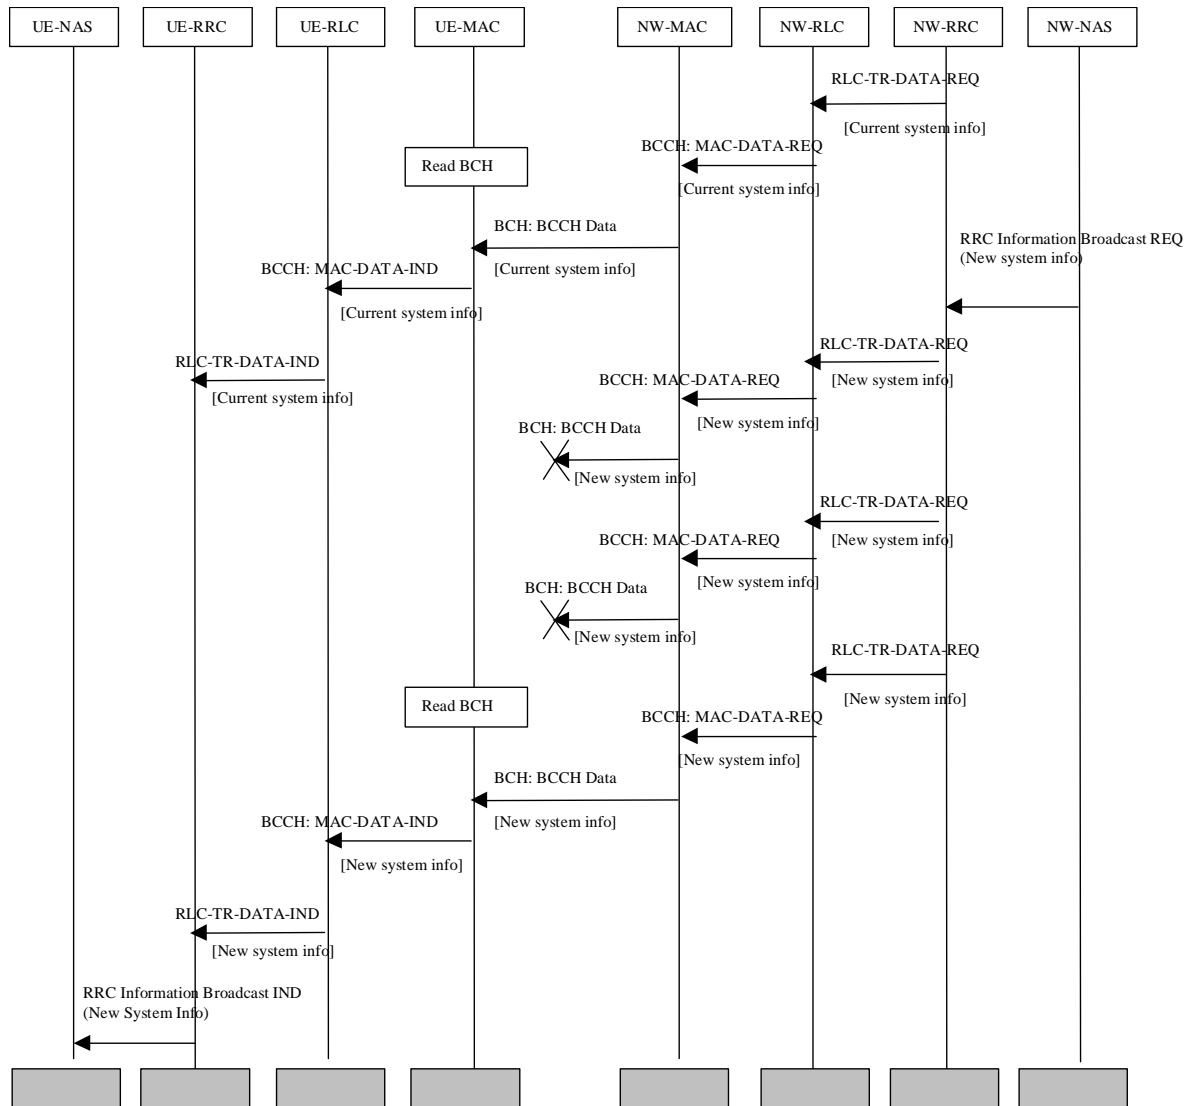 UE-NAS
UE-RRC
UE-RLC
UE-MAC
NW-MAC
NW-RLC
NW-RRC
NW-NAS
RLC-TR-DATA-REQ
[Current system info]
BCCH: MAC-DATA-REQ
Read BCH
[Current system info]
BCH: BCCH Data
RRC Information Broadcast REQ
(New system info)
[Current system info]
BCCH: MAC-DATA-IND
[Current system info]
RLC-TR-DATA-REQ
RLC-TR-DATA-IND
[New system info]
BCCH: MAC-DATA-REQ
[Current system info]
[New system info]
BCH: BCCH Data
[New system info]
RLC-TR-DATA-REQ
[New system info]
BCCH: MAC-DATA-REQ
[New system info]
BCH: BCCH Data
[New system info]
RLC-TR-DATA-REQ
[New system info]
Read BCH
BCCH: MAC-DATA-REQ
[New system info]
BCH: BCCH Data
[New system info]
BCCH: MAC-DATA-IND
[New system info]
RLC-TR-DATA-IND
[New system info]
RRC Information Broadcast IND
(New System Info)